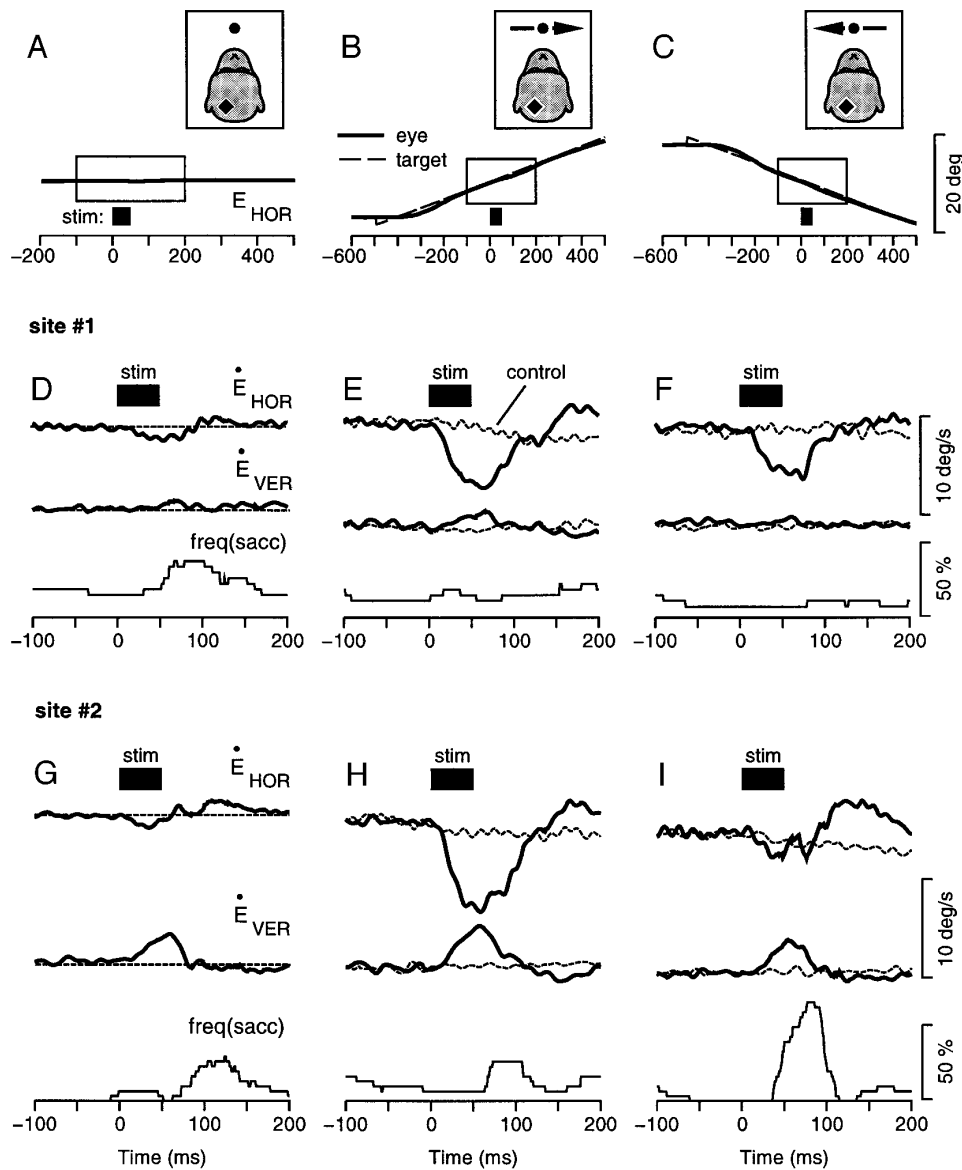 A B C
eye
target
20 deg
stim: E HOR
-200 0 200 400
-600 -400 -200 0 200 400
-600 -400 -200 0 200 400
site #1
D stim Ė HOR
E stim control
F stim
10 deg/s
Ė VER
freq(sacc)
50 %
-100 0 100 200
-100 0 100 200
-100 0 100 200
site #2
G stim Ė HOR
H stim
I stim
10 deg/s
Ė VER
freq(sacc)
50 %
-100 0 100 200
-100 0 100 200
-100 0 100 200
Time (ms) Time (ms) Time (ms)